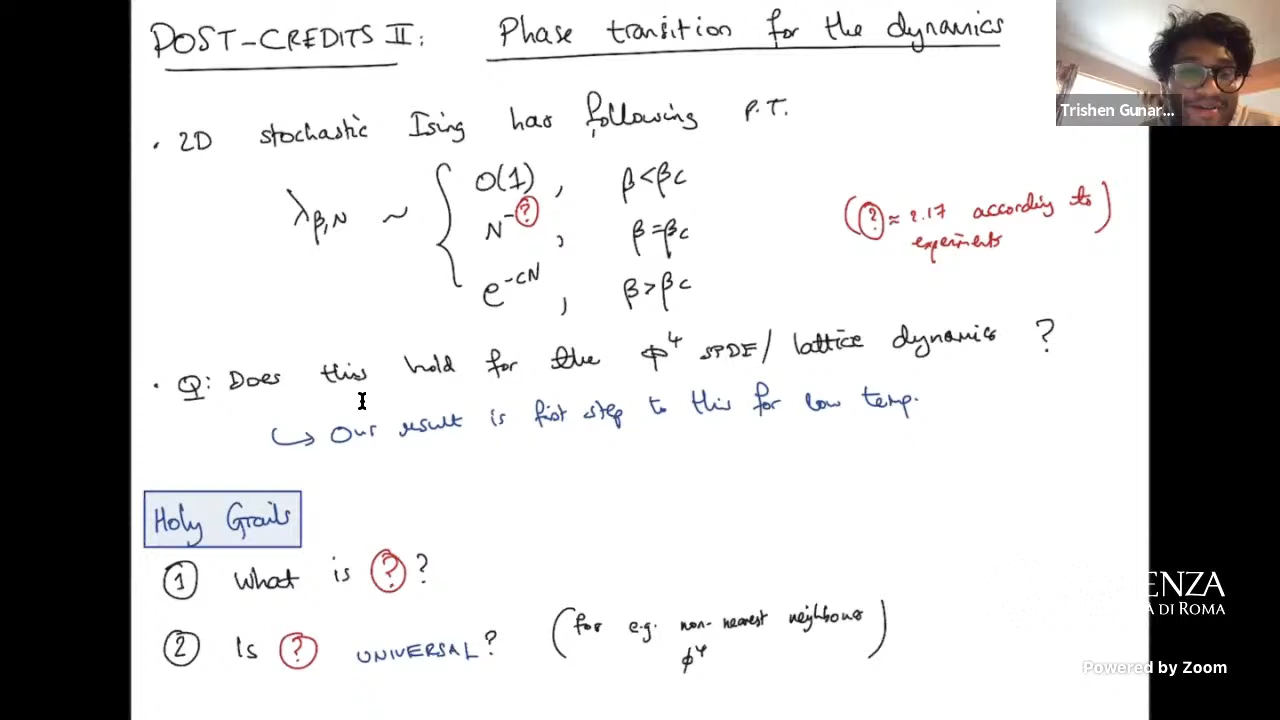 POST-CREDITS II: Phase transition for the dynamics
Trishen Gunar...
• 2D stochastic Ising has following P.T.
λβ,N ~ { O(1), β<βc
N^-?, β=βc
e^-cN, β>βc
(? ≈ 2.17 according to
experiments)
• Q: Does this hold for the φ⁴ SPDE/lattice dynamics?
↪ Our result is first step to this for low temp.
Holy Grails
① What is ? ?
② Is ? UNIVERSAL? (for e.g. non-nearest neighbour
φ⁴)
ENZA
A DI ROMA
Powered by Zoom